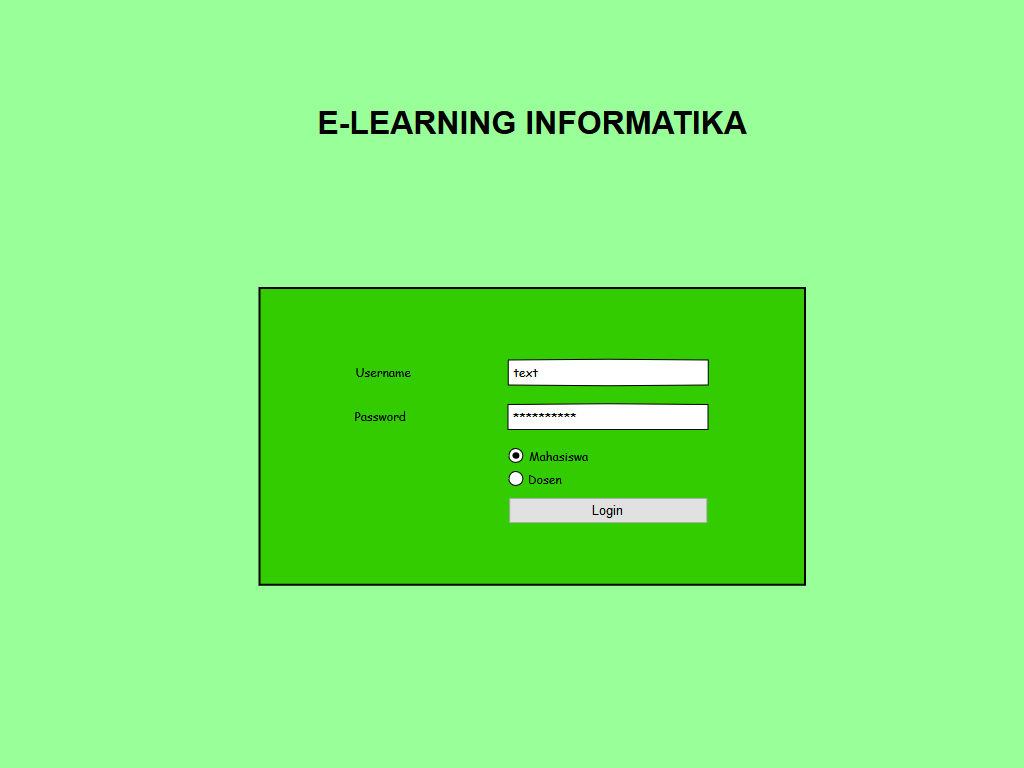 E-LEARNING INFORMATIKA
Username
text
Password
**********
Mahasiswa
Dosen
Login